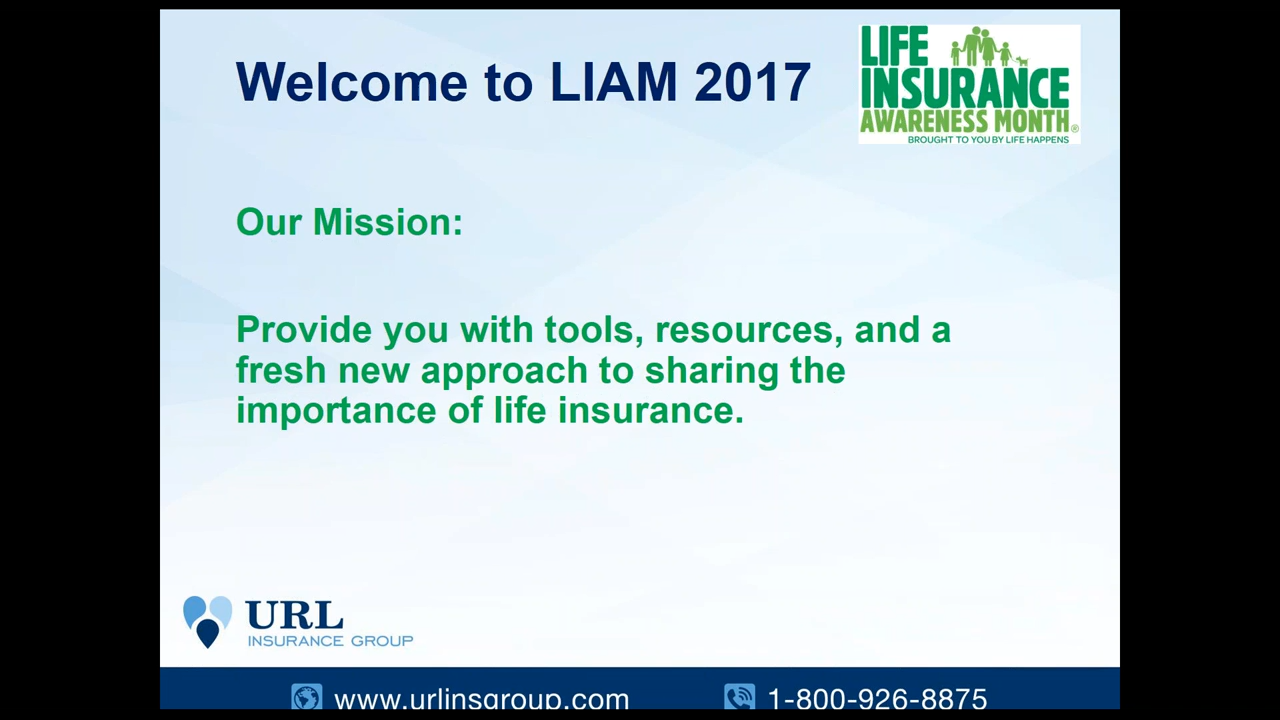 Welcome to LIAM 2017
LIFE
INSURANCE
AWARENESS MONTH®
BROUGHT TO YOU BY LIFE HAPPENS
Our Mission:
Provide you with tools, resources, and a
fresh new approach to sharing the
importance of life insurance.
URL
INSURANCE GROUP
www.urlinsgroup.com
1-800-926-8875